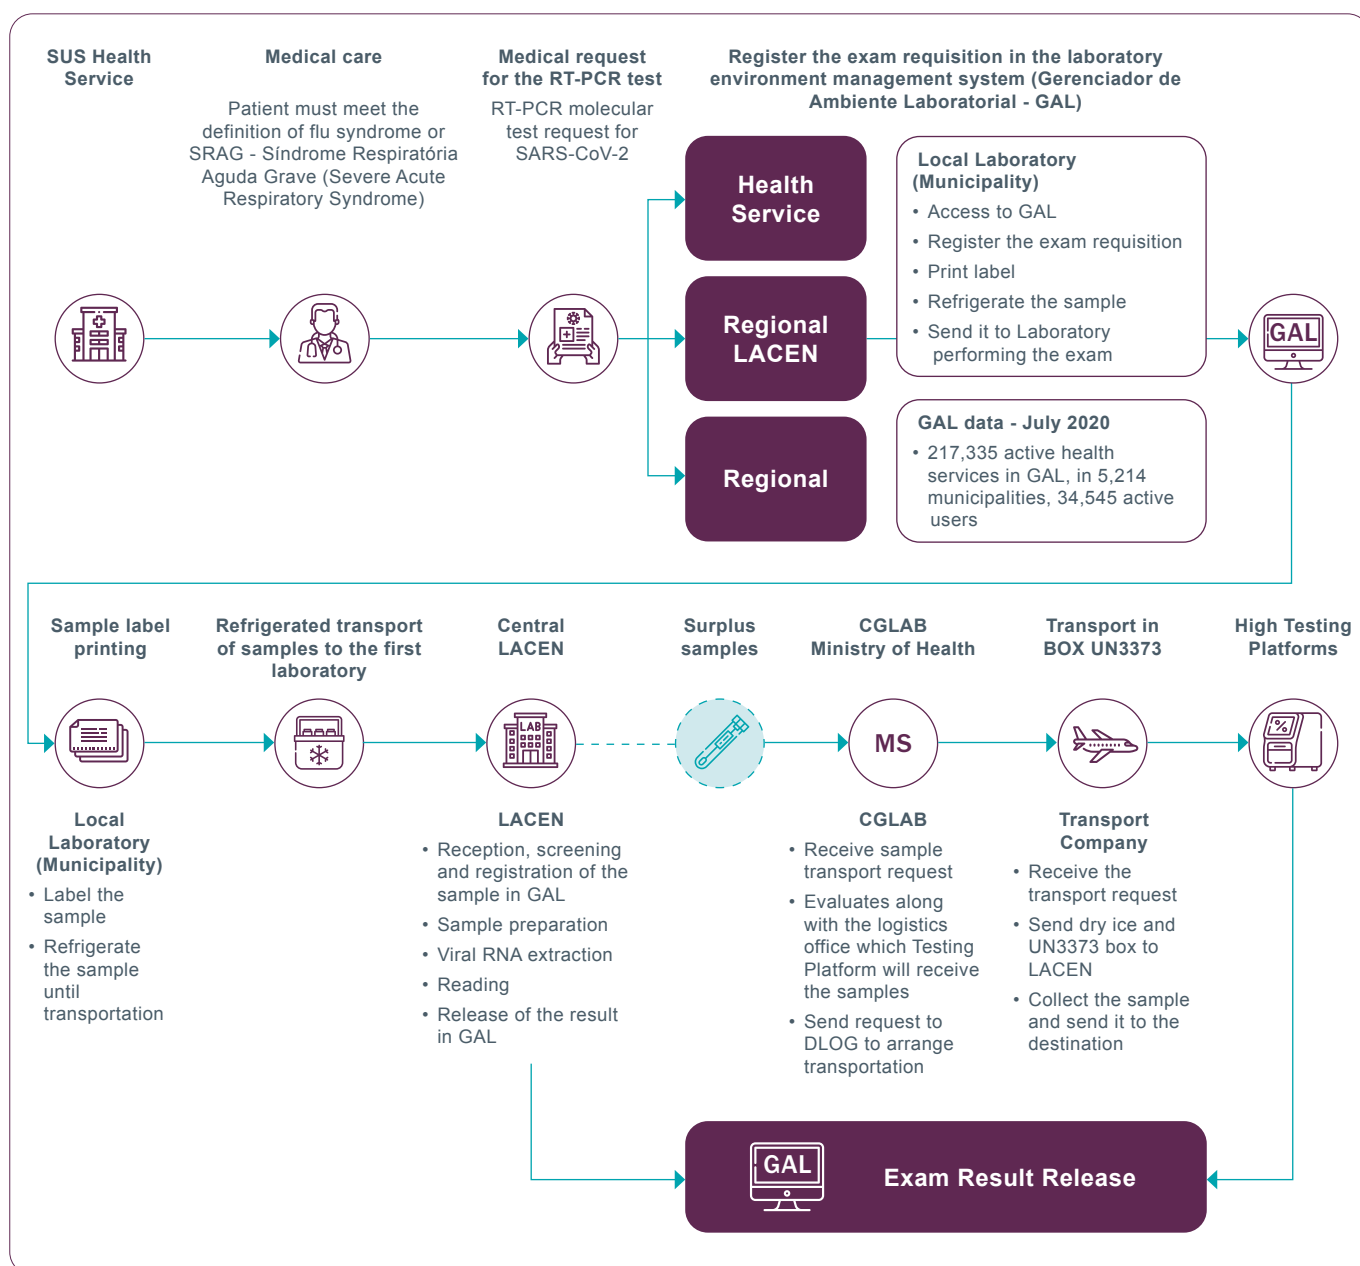 SUS Health
Service
Medical care
Patient must meet the
definition of flu syndrome or
SRAG - Síndrome Respiratória
Aguda Grave (Severe Acute
Respiratory Syndrome)
Medical request
for the RT-PCR test
RT-PCR molecular
test request for
SARS-CoV-2
Register the exam requisition in the laboratory
environment management system (Gerenciador de
Ambiente Laboratorial - GAL)
Health
Service
Regional
LACEN
Regional
Local Laboratory
(Municipality)
• Access to GAL
• Register the exam requisition
• Print label
• Refrigerate the sample
• Send it to Laboratory
performing the exam
GAL
GAL data - July 2020
• 217,335 active health
services in GAL, in 5,214
municipalities, 34,545 active
users
Sample label
printing
Local
Laboratory
(Municipality)
• Label the
sample
• Refrigerate
the sample
until
transportation
Refrigerated transport
of samples to the first
laboratory
Central
LACEN
LAB
LACEN
• Reception, screening
and registration of the
sample in GAL
• Sample preparation
• Viral RNA extraction
• Reading
• Release of the result
in GAL
Surplus
samples
CGLAB
Ministry of Health
MS
CGLAB
• Receive sample
transport request
• Evaluates along
with the logistics
office which Testing
Platform will receive
the samples
• Send request to
DLOG to arrange
transportation
Transport in
BOX UN3373
Transport
Company
• Receive the
transport request
• Send dry ice and
UN3373 box to
LACEN
• Collect the sample
and send it to the
destination
High Testing
Platforms
%
GAL
Exam Result Release